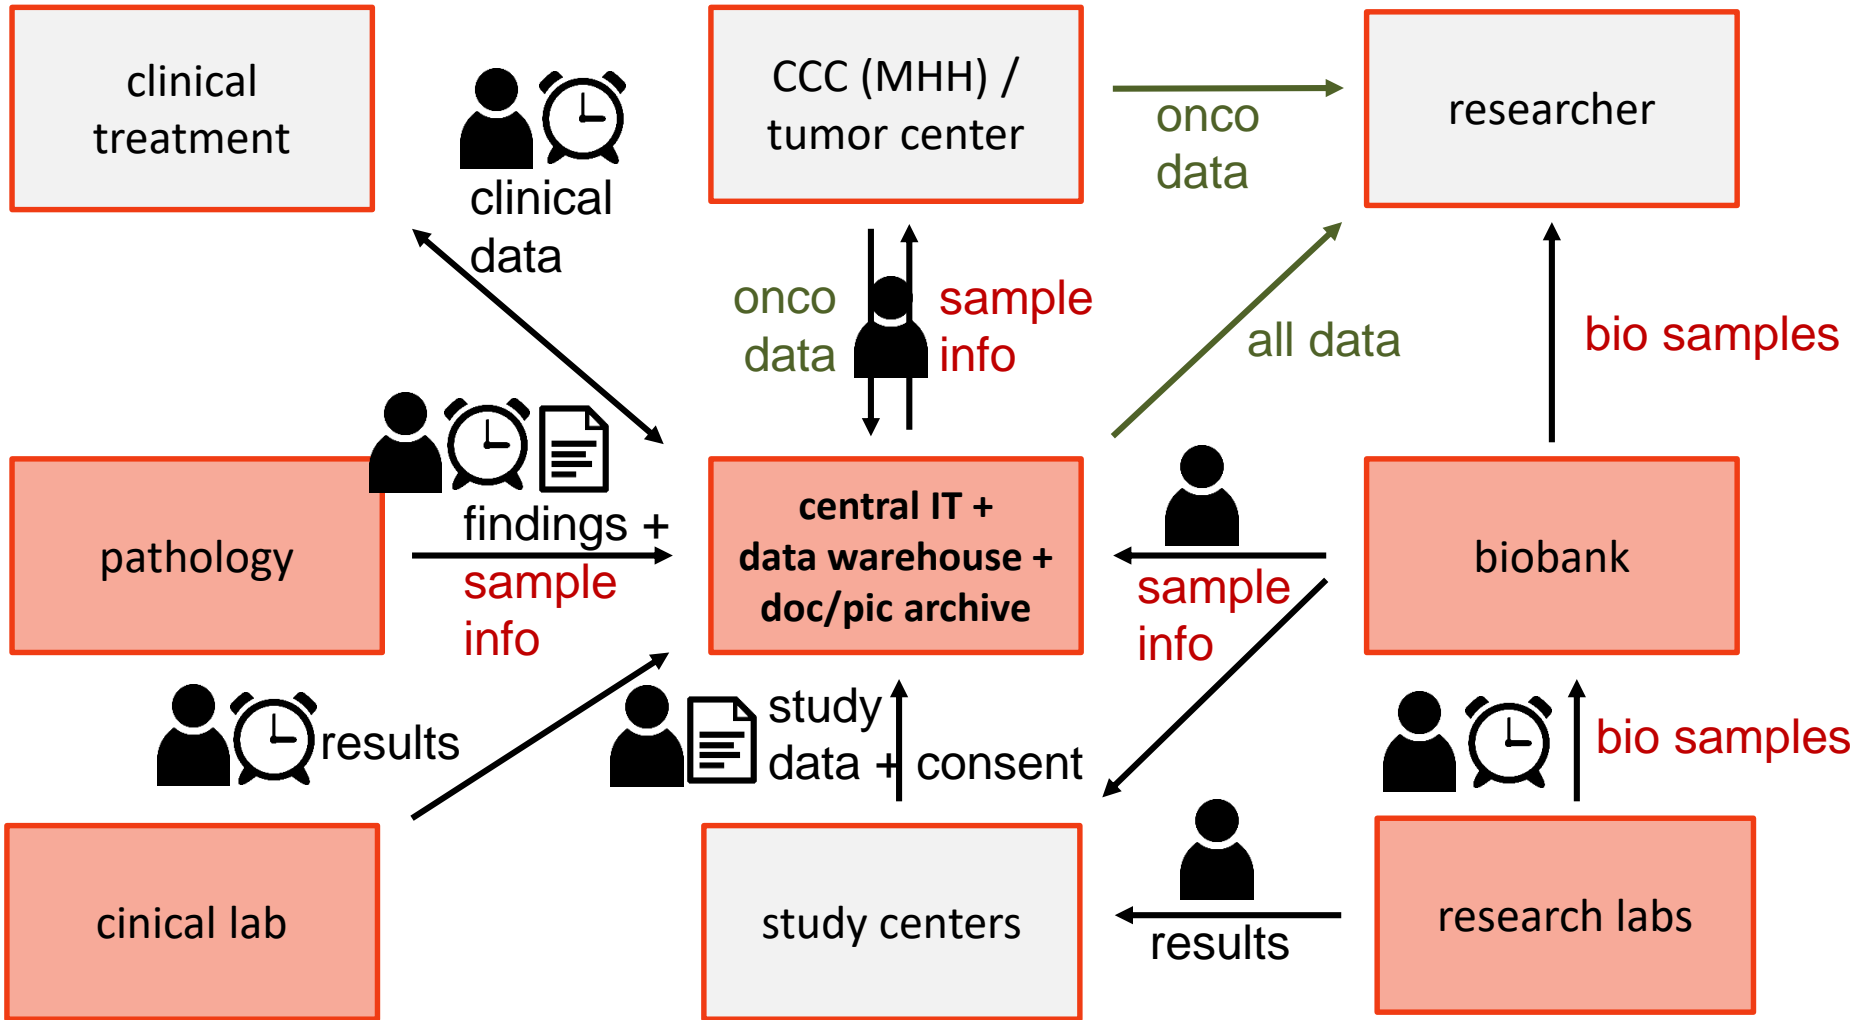 clinical
treatment
clinical
data
CCC (MHH) /
tumor center
onco
data
researcher
onco
data
sample
info
all data
bio samples
pathology
findings +
sample
info
central IT +
data warehouse +
doc/pic archive
sample
info
biobank
results
study
data + consent
bio samples
cinical lab
study centers
results
research labs